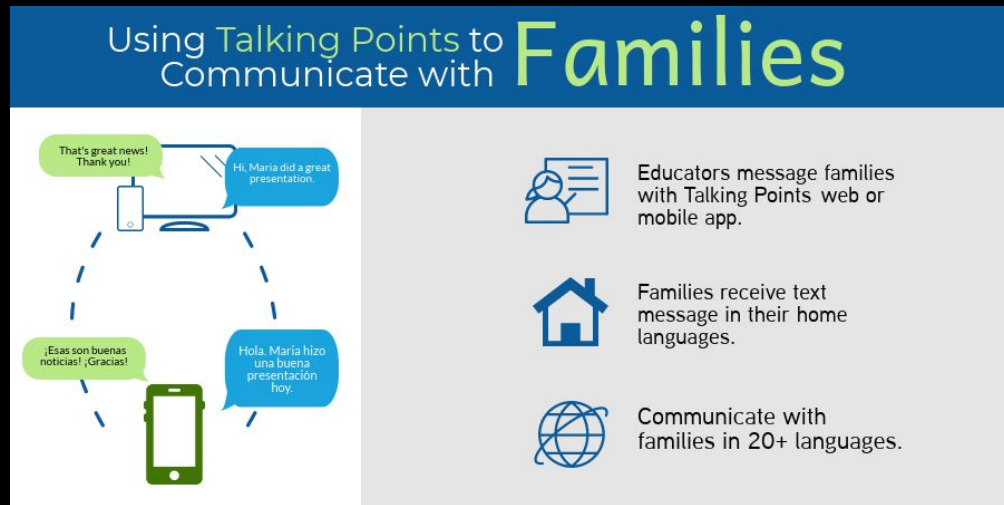 Using Talking Points to
Communicate with Families
That's great news!
Thank you!
Hi, Maria did a great
presentation.
¡Esas son buenas
noticias! ¡Gracias!
Hola. Maria hizo
una buena
presentación
hoy.
Educators message families
with Talking Points web or
mobile app.
Families receive text
message in their home
languages.
Communicate with
families in 20+ languages.